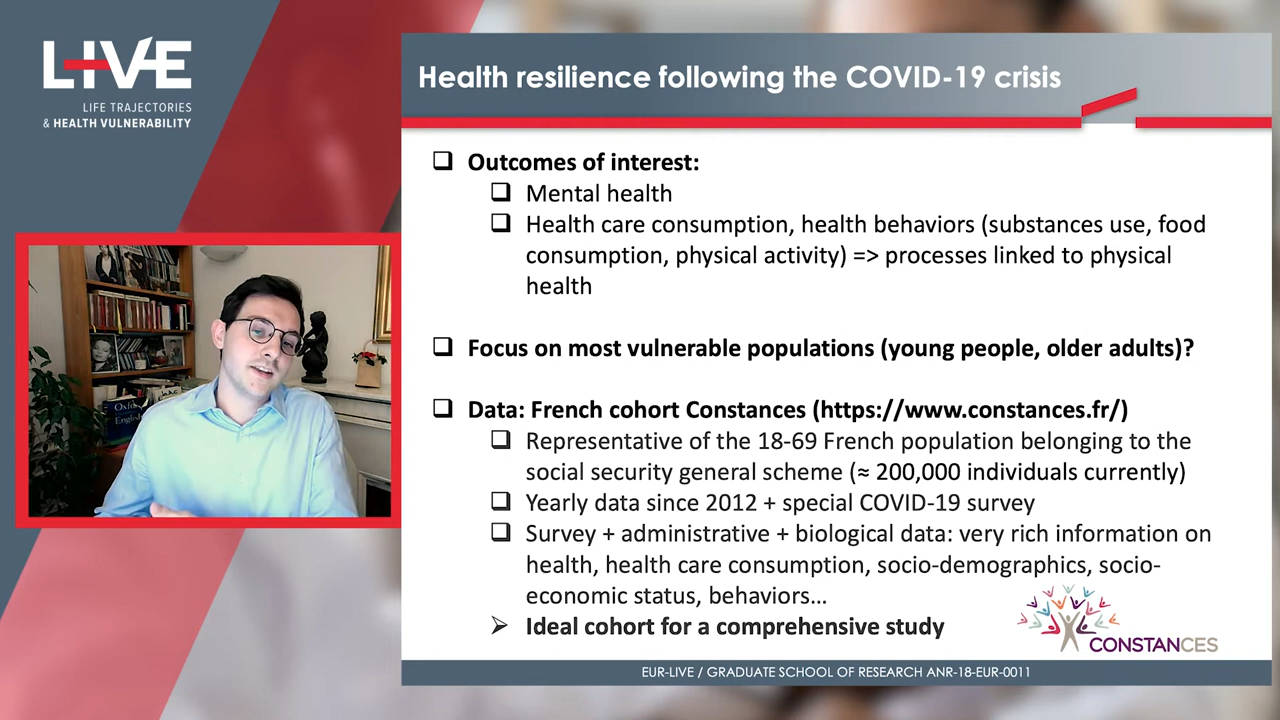 LIVE
LIFE TRAJECTORIES
& HEALTH VULNERABILITY
Health resilience following the COVID-19 crisis
Outcomes of interest:
Mental health
Health care consumption, health behaviors (substances use, food
consumption, physical activity) => processes linked to physical
health
Focus on most vulnerable populations (young people, older adults)?
Data: French cohort Constances (https://www.constances.fr/)
Representative of the 18-69 French population belonging to the
social security general scheme (≈ 200,000 individuals currently)
Yearly data since 2012 + special COVID-19 survey
Survey + administrative + biological data: very rich information on
health, health care consumption, socio-demographics, socio-
economic status, behaviors…
Ideal cohort for a comprehensive study
CONSTANCES
EUR-LIVE / GRADUATE SCHOOL OF RESEARCH ANR-18-EUR-0011
Oxford
English